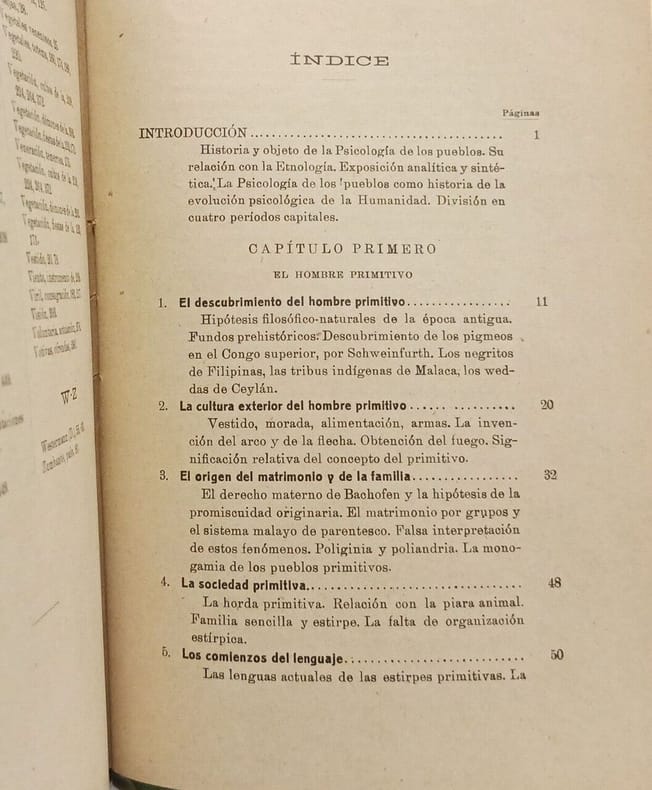 W-Z
ÍNDICE
Páginas
INTRODUCCIÓN........................................ 1
Historia y objeto de la Psicología de los pueblos. Su
relación con la Etnología. Exposición analítica y sinté-
tica. La Psicología de los pueblos como historia de la
evolución psicológica de la Humanidad. División en
cuatro períodos capitales.
CAPÍTULO PRIMERO
EL HOMBRE PRIMITIVO
1. El descubrimiento del hombre primitivo................. 11
Hipótesis filosófico-naturales de la época antigua.
Fundos prehistóricos: Descubrimiento de los pigmeos
en el Congo superior, por Schweinfurth. Los negritos
de Filipinas, las tribus indígenas de Malaca, los wed-
das de Ceylán.
2. La cultura exterior del hombre primitivo...... .......... 20
Vestido, morada, alimentación, armas. La inven-
ción del arco y de la flecha. Obtención del fuego. Sig-
nificación relativa del concepto del primitivo.
3. El origen del matrimonio y de la familia................. 32
El derecho materno de Bachofen y la hipótesis de la
promiscuidad originaria. El matrimonio por grupos y
el sistema malayo de parentesco. Falsa interpretación
de estos fenómenos. Poliginia y poliandria. La mono-
gamia de los pueblos primitivos.
4. La sociedad primitiva.................................. 48
La horda primitiva. Relación con la piara animal.
Familia sencilla y estirpe. La falta de organización
estírpica.
5. Los comienzos del lenguaje............................ 50
Las lenguas actuales de las estirpes primitivas. La